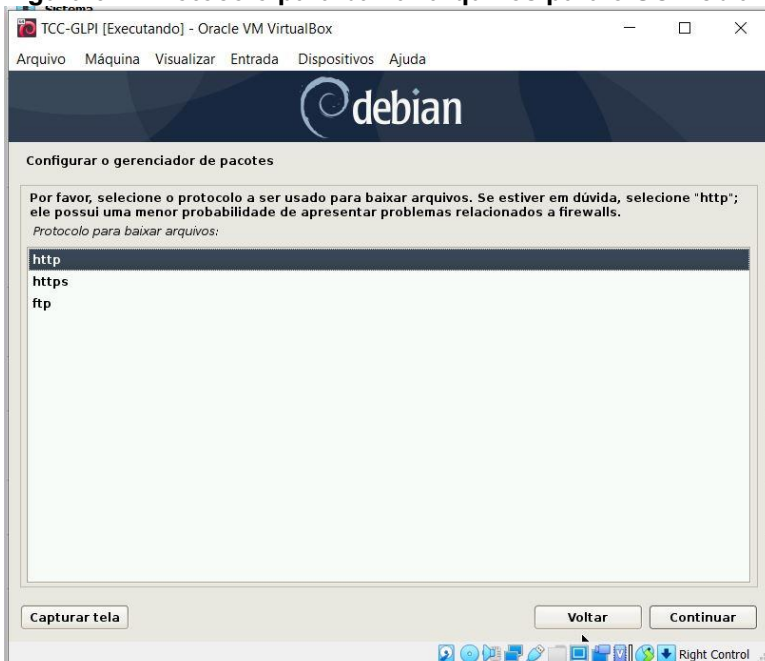 Sistema
TCC-GLPI [Executando] - Oracle VM VirtualBox
Arquivo Máquina Visualizar Entrada Dispositivos Ajuda
debian
Configurar o gerenciador de pacotes
Por favor, selecione o protocolo a ser usado para baixar arquivos. Se estiver em dúvida, selecione "http";
ele possui uma menor probabilidade de apresentar problemas relacionados a firewalls.
Protocolo para baixar arquivos:
http
https
ftp
Capturar tela
Voltar
Continuar
Right Control